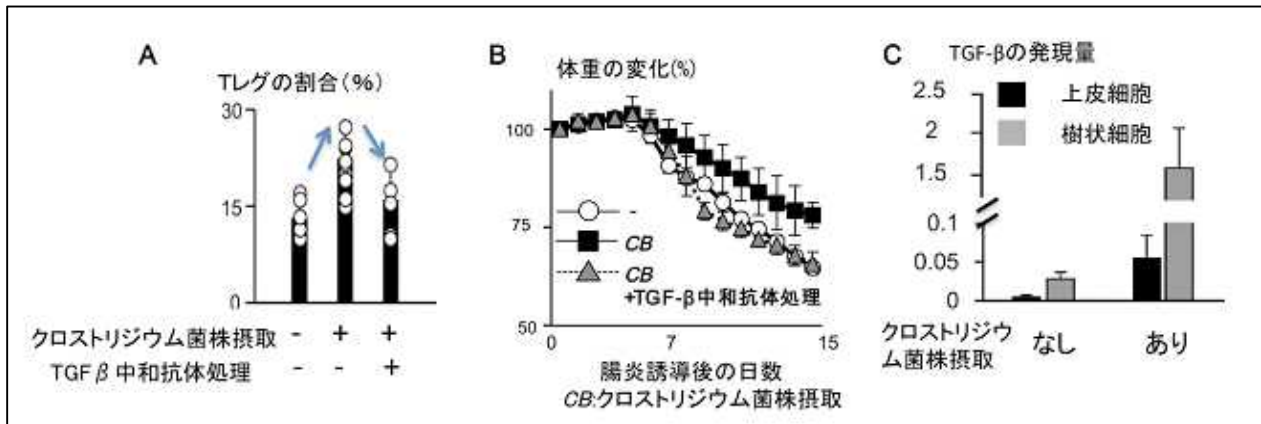 A
Tレグの割合(%)
30
15
0
クロストリジウム菌株摂取 - + +
TGFβ中和抗体処理 - - +
B
体重の変化(%)
100
75
50
-
CB
CB
+TGF-β中和抗体処理
7
15
腸炎誘導後の日数
CB:クロストリジウム菌株摂取
C
TGF-βの発現量
上皮細胞
樹状細胞
2.5
2
1.5
0.1
0.05
0
クロストリジウ
ム菌株摂取
なし
あり